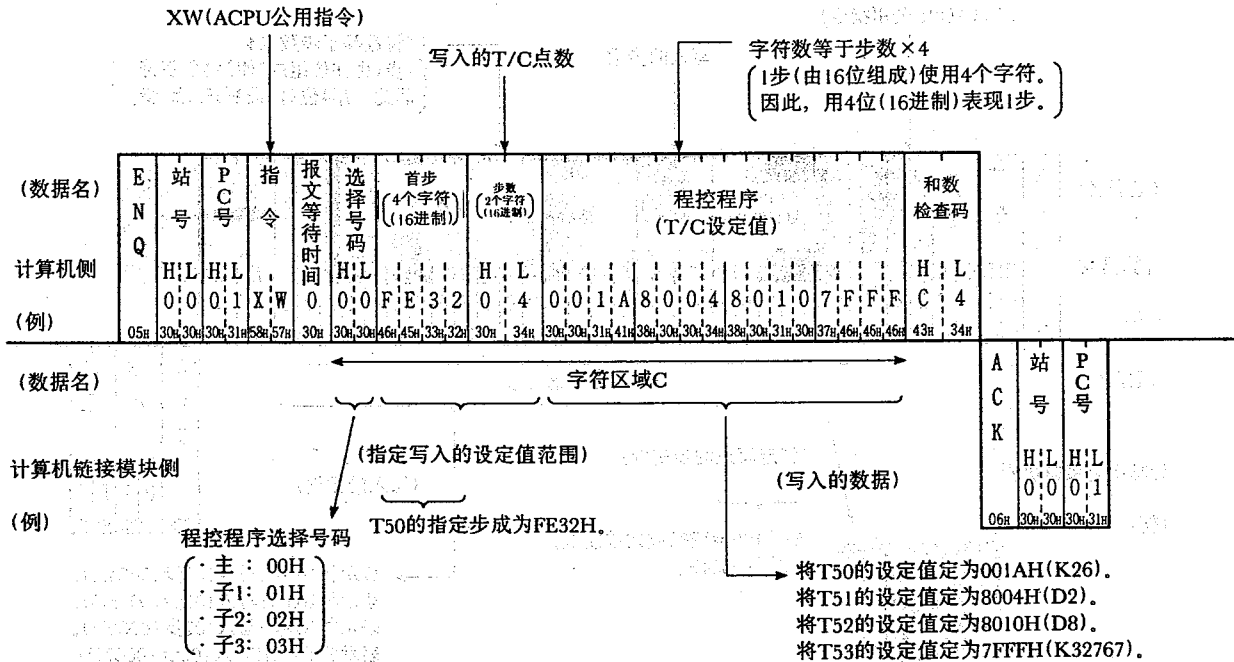 XW(ACPU公用指令)
写入的T/C点数
字符数等于步数×4
1步(由16位组成)使用4个字符。
因此，用4位(16进制)表现1步。
(数据名)
计算机侧
(例)
ENQ
05H
站号
H L
0 0
30H 30H
PC号
H L
0 1
30H 31H
指令
X W
58H 57H
报文等待时间
0
30H
选择号码
H L
0 0
30H 30H
首步
(4个字符)
(16进制)
F E 3 2
46H 45H 33H 32H
步数
(2个字符)
(16进制)
H L
0 4
30H 34H
程控程序
(T/C设定值)
0 0 1 A 8 0 0 4 8 0 1 0 7 F F F
30H 30H 31H 41H 38H 30H 30H 34H 38H 30H 31H 30H 37H 46H 46H 46H
和数
检查码
H L
C 4
43H 34H
(数据名)
计算机链接模块侧
(例)
字符区域C
ACK
06H
站号
H L
0 0
30H 30H
PC号
H L
0 1
30H 31H
(指定写入的设定值范围)
(写入的数据)
T50的指定步成为FE32H。
程控程序选择号码
·主：00H
·子1：01H
·子2：02H
·子3：03H
将T50的设定值定为001AH(K26)。
将T51的设定值定为8004H(D2)。
将T52的设定值定为8010H(D8)。
将T53的设定值定为7FFFH(K32767)。